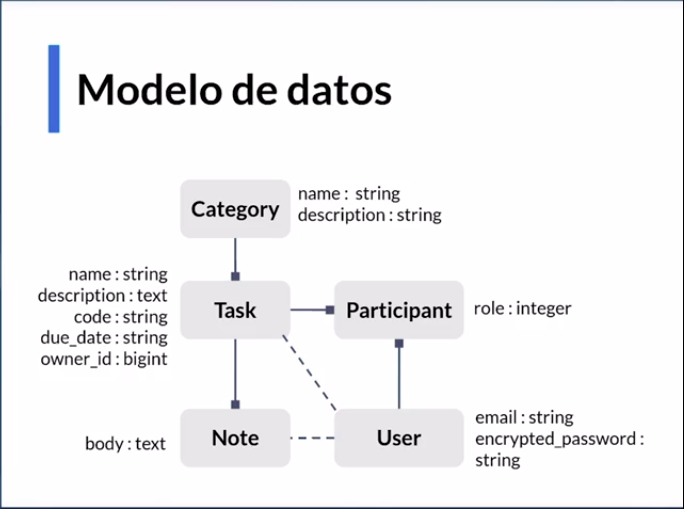 Modelo de datos
Category
name : string
description : string
name : string
description : text
code : string
due_date : string
owner_id : bigint
Task
Participant
role : integer
body : text
Note
User
email : string
encrypted_password :
string